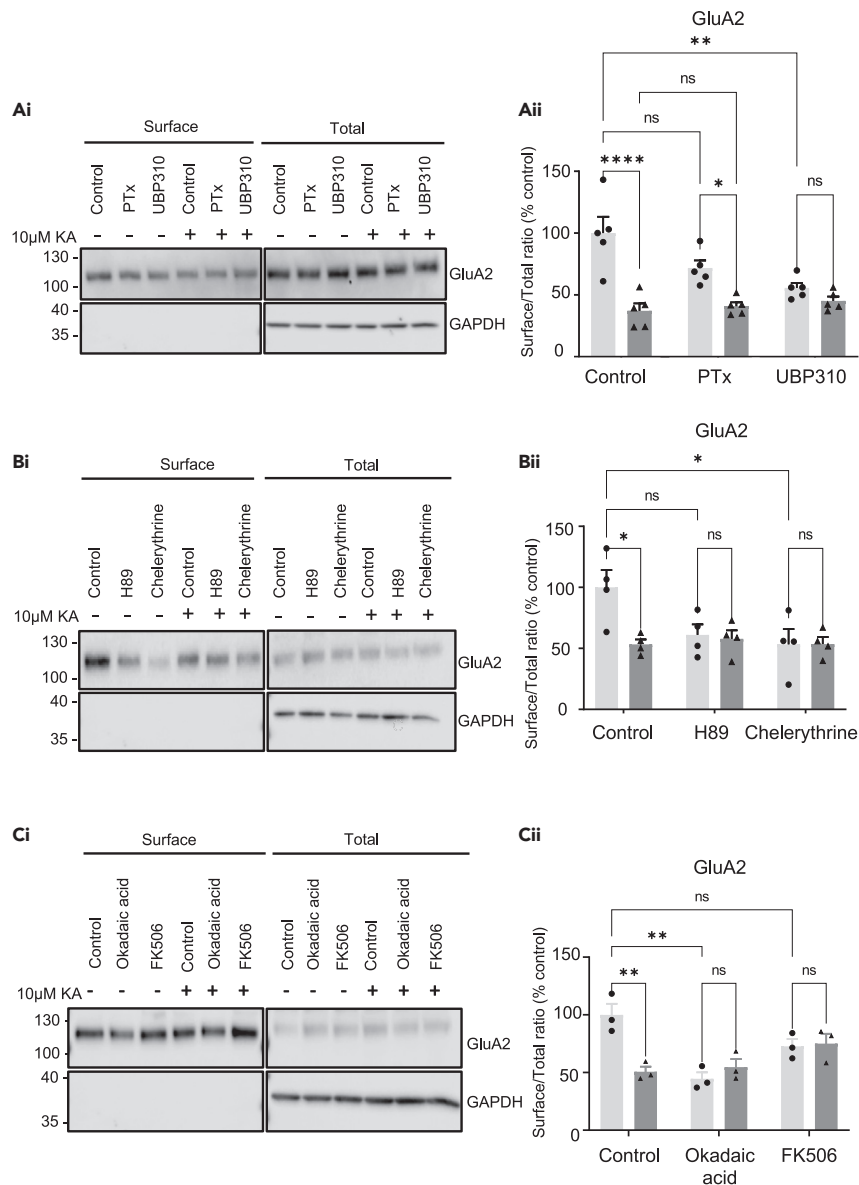 Ai
Surface Total
Control PTx UBP310 Control PTx UBP310 Control PTx UBP310 Control PTx UBP310
10µM KA - - - + + + - - - + + +
130 -
100 -
GluA2
40 -
35 -
GAPDH
Aii
GluA2
**
ns
ns
**** * ns
Surface/Total ratio (% control)
150
100
50
0
Control PTx UBP310
Bi
Surface Total
Control H89 Chelerythrine Control H89 Chelerythrine Control H89 Chelerythrine Control H89 Chelerythrine
10µM KA - - - + + + - - - + + +
130 -
100 -
GluA2
40 -
35 -
GAPDH
Bii
GluA2
*
ns
* ns ns
Surface/Total ratio (% control)
150
100
50
0
Control H89 Chelerythrine
Ci
Surface Total
Control Okadaic acid FK506 Control Okadaic acid FK506 Control Okadaic acid FK506 Control Okadaic acid FK506
10µM KA - - - + + + - - - + + +
130 -
100 -
GluA2
40 -
35 -
GAPDH
Cii
GluA2
ns
**
** ns ns
Surface/Total ratio (% control)
150
100
50
0
Control Okadaic FK506
acid